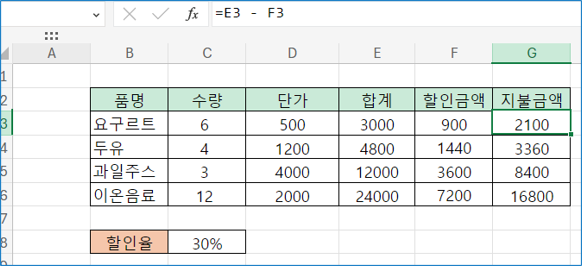 fx =E3 - F3
A B C D E F G
1
2 품명 수량 단가 합계 할인금액 지불금액
3 요구르트 6 500 3000 900 2100
4 두유 4 1200 4800 1440 3360
5 과일주스 3 4000 12000 3600 8400
6 이온음료 12 2000 24000 7200 16800
7
8 할인율 30%
9